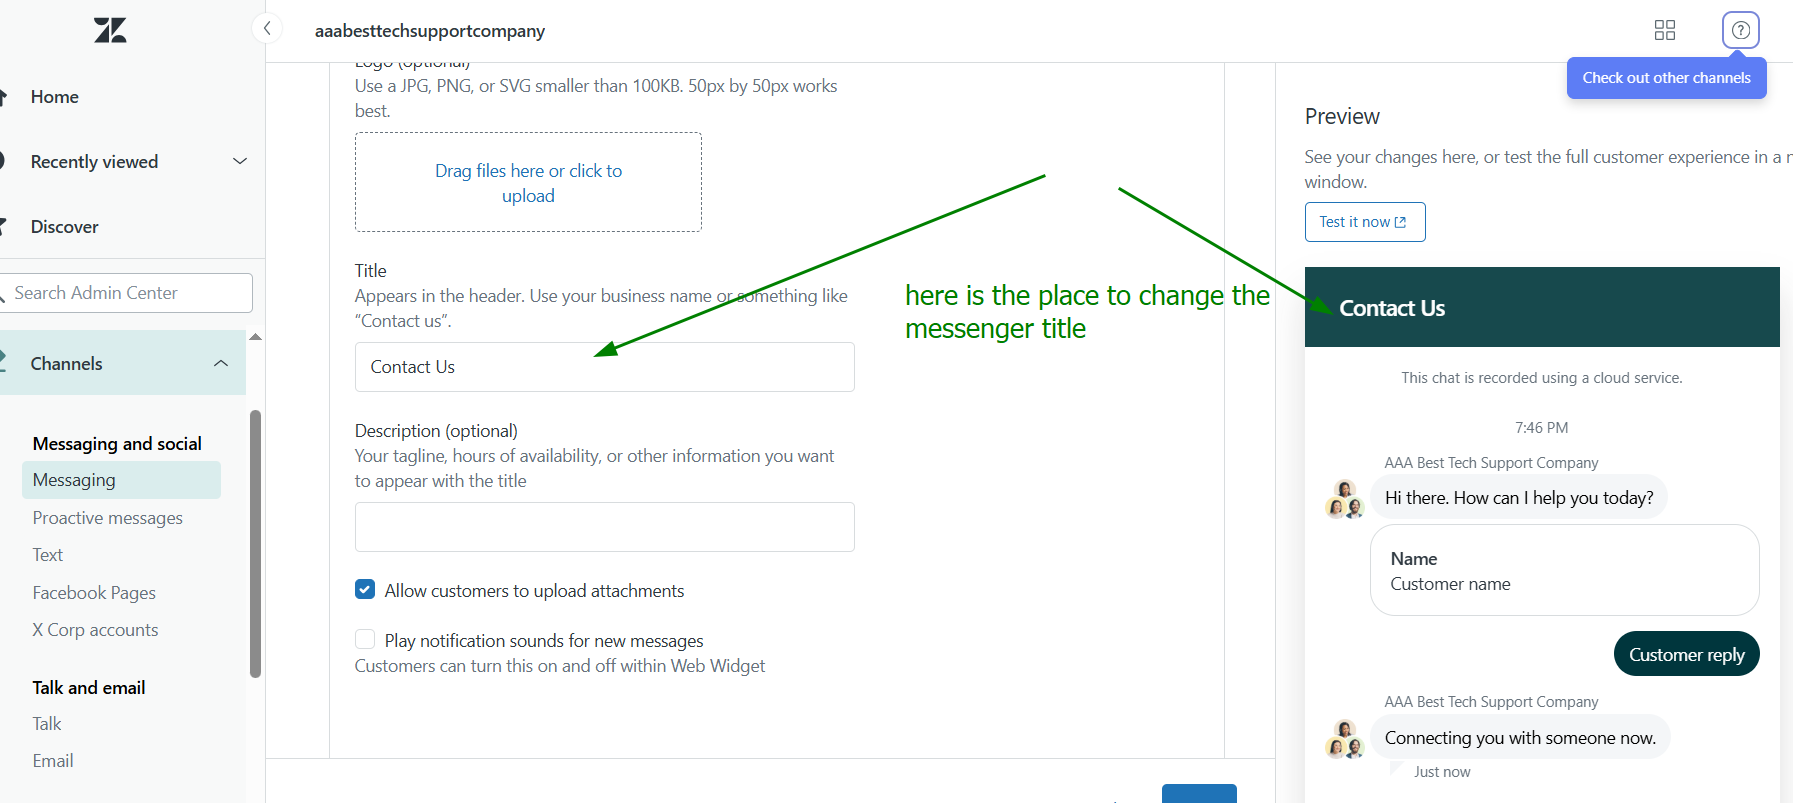 aaabesttechsupportcompany
Check out other channels
Home
Recently viewed
Discover
Search Admin Center
Channels
Messaging and social
Messaging
Proactive messages
Text
Facebook Pages
X Corp accounts
Talk and email
Talk
Email
Logo (optional)
Use a JPG, PNG, or SVG smaller than 100KB. 50px by 50px works
best.
Drag files here or click to
upload
Title
Appears in the header. Use your business name or something like
“Contact us”.
Contact Us
Description (optional)
Your tagline, hours of availability, or other information you want
to appear with the title
Allow customers to upload attachments
Play notification sounds for new messages
Customers can turn this on and off within Web Widget
here is the place to change the
messenger title
Preview
See your changes here, or test the full customer experience in a
window.
Test it now
Contact Us
This chat is recorded using a cloud service.
7:46 PM
AAA Best Tech Support Company
Hi there. How can I help you today?
Name
Customer name
Customer reply
AAA Best Tech Support Company
Connecting you with someone now.
Just now